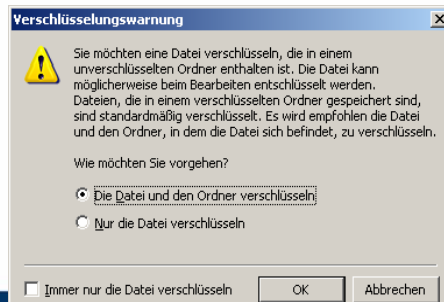 Verschlüsselungswarnung
Sie möchten eine Datei verschlüsseln, die in einem
unverschlüsselten Ordner enthalten ist. Die Datei kann
möglicherweise beim Bearbeiten entschlüsselt werden.
Dateien, die in einem verschlüsselten Ordner gespeichert sind,
sind standardmäßig verschlüsselt. Es wird empfohlen die Datei
und den Ordner, in dem die Datei sich befindet, zu verschlüsseln.
Wie möchten Sie vorgehen?
Die Datei und den Ordner verschlüsseln
Nur die Datei verschlüsseln
Immer nur die Datei verschlüsseln
OK
Abbrechen